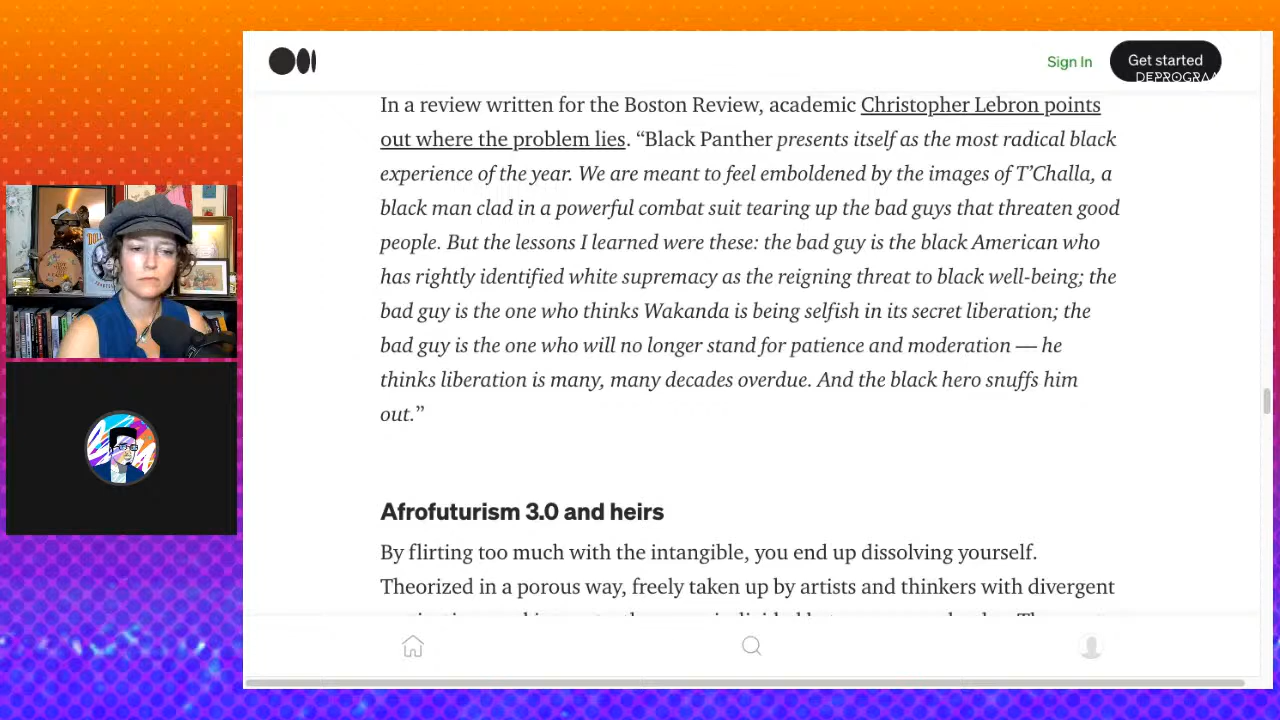 Sign In
Get started
In a review written for the Boston Review, academic Christopher Lebron points
out where the problem lies. “Black Panther presents itself as the most radical black
experience of the year. We are meant to feel emboldened by the images of T’Challa, a
black man clad in a powerful combat suit tearing up the bad guys that threaten good
people. But the lessons I learned were these: the bad guy is the black American who
has rightly identified white supremacy as the reigning threat to black well-being; the
bad guy is the one who thinks Wakanda is being selfish in its secret liberation; the
bad guy is the one who will no longer stand for patience and moderation — he
thinks liberation is many, many decades overdue. And the black hero snuffs him
out.”
Afrofuturism 3.0 and heirs
By flirting too much with the intangible, you end up dissolving yourself.
Theorized in a porous way, freely taken up by artists and thinkers with divergent